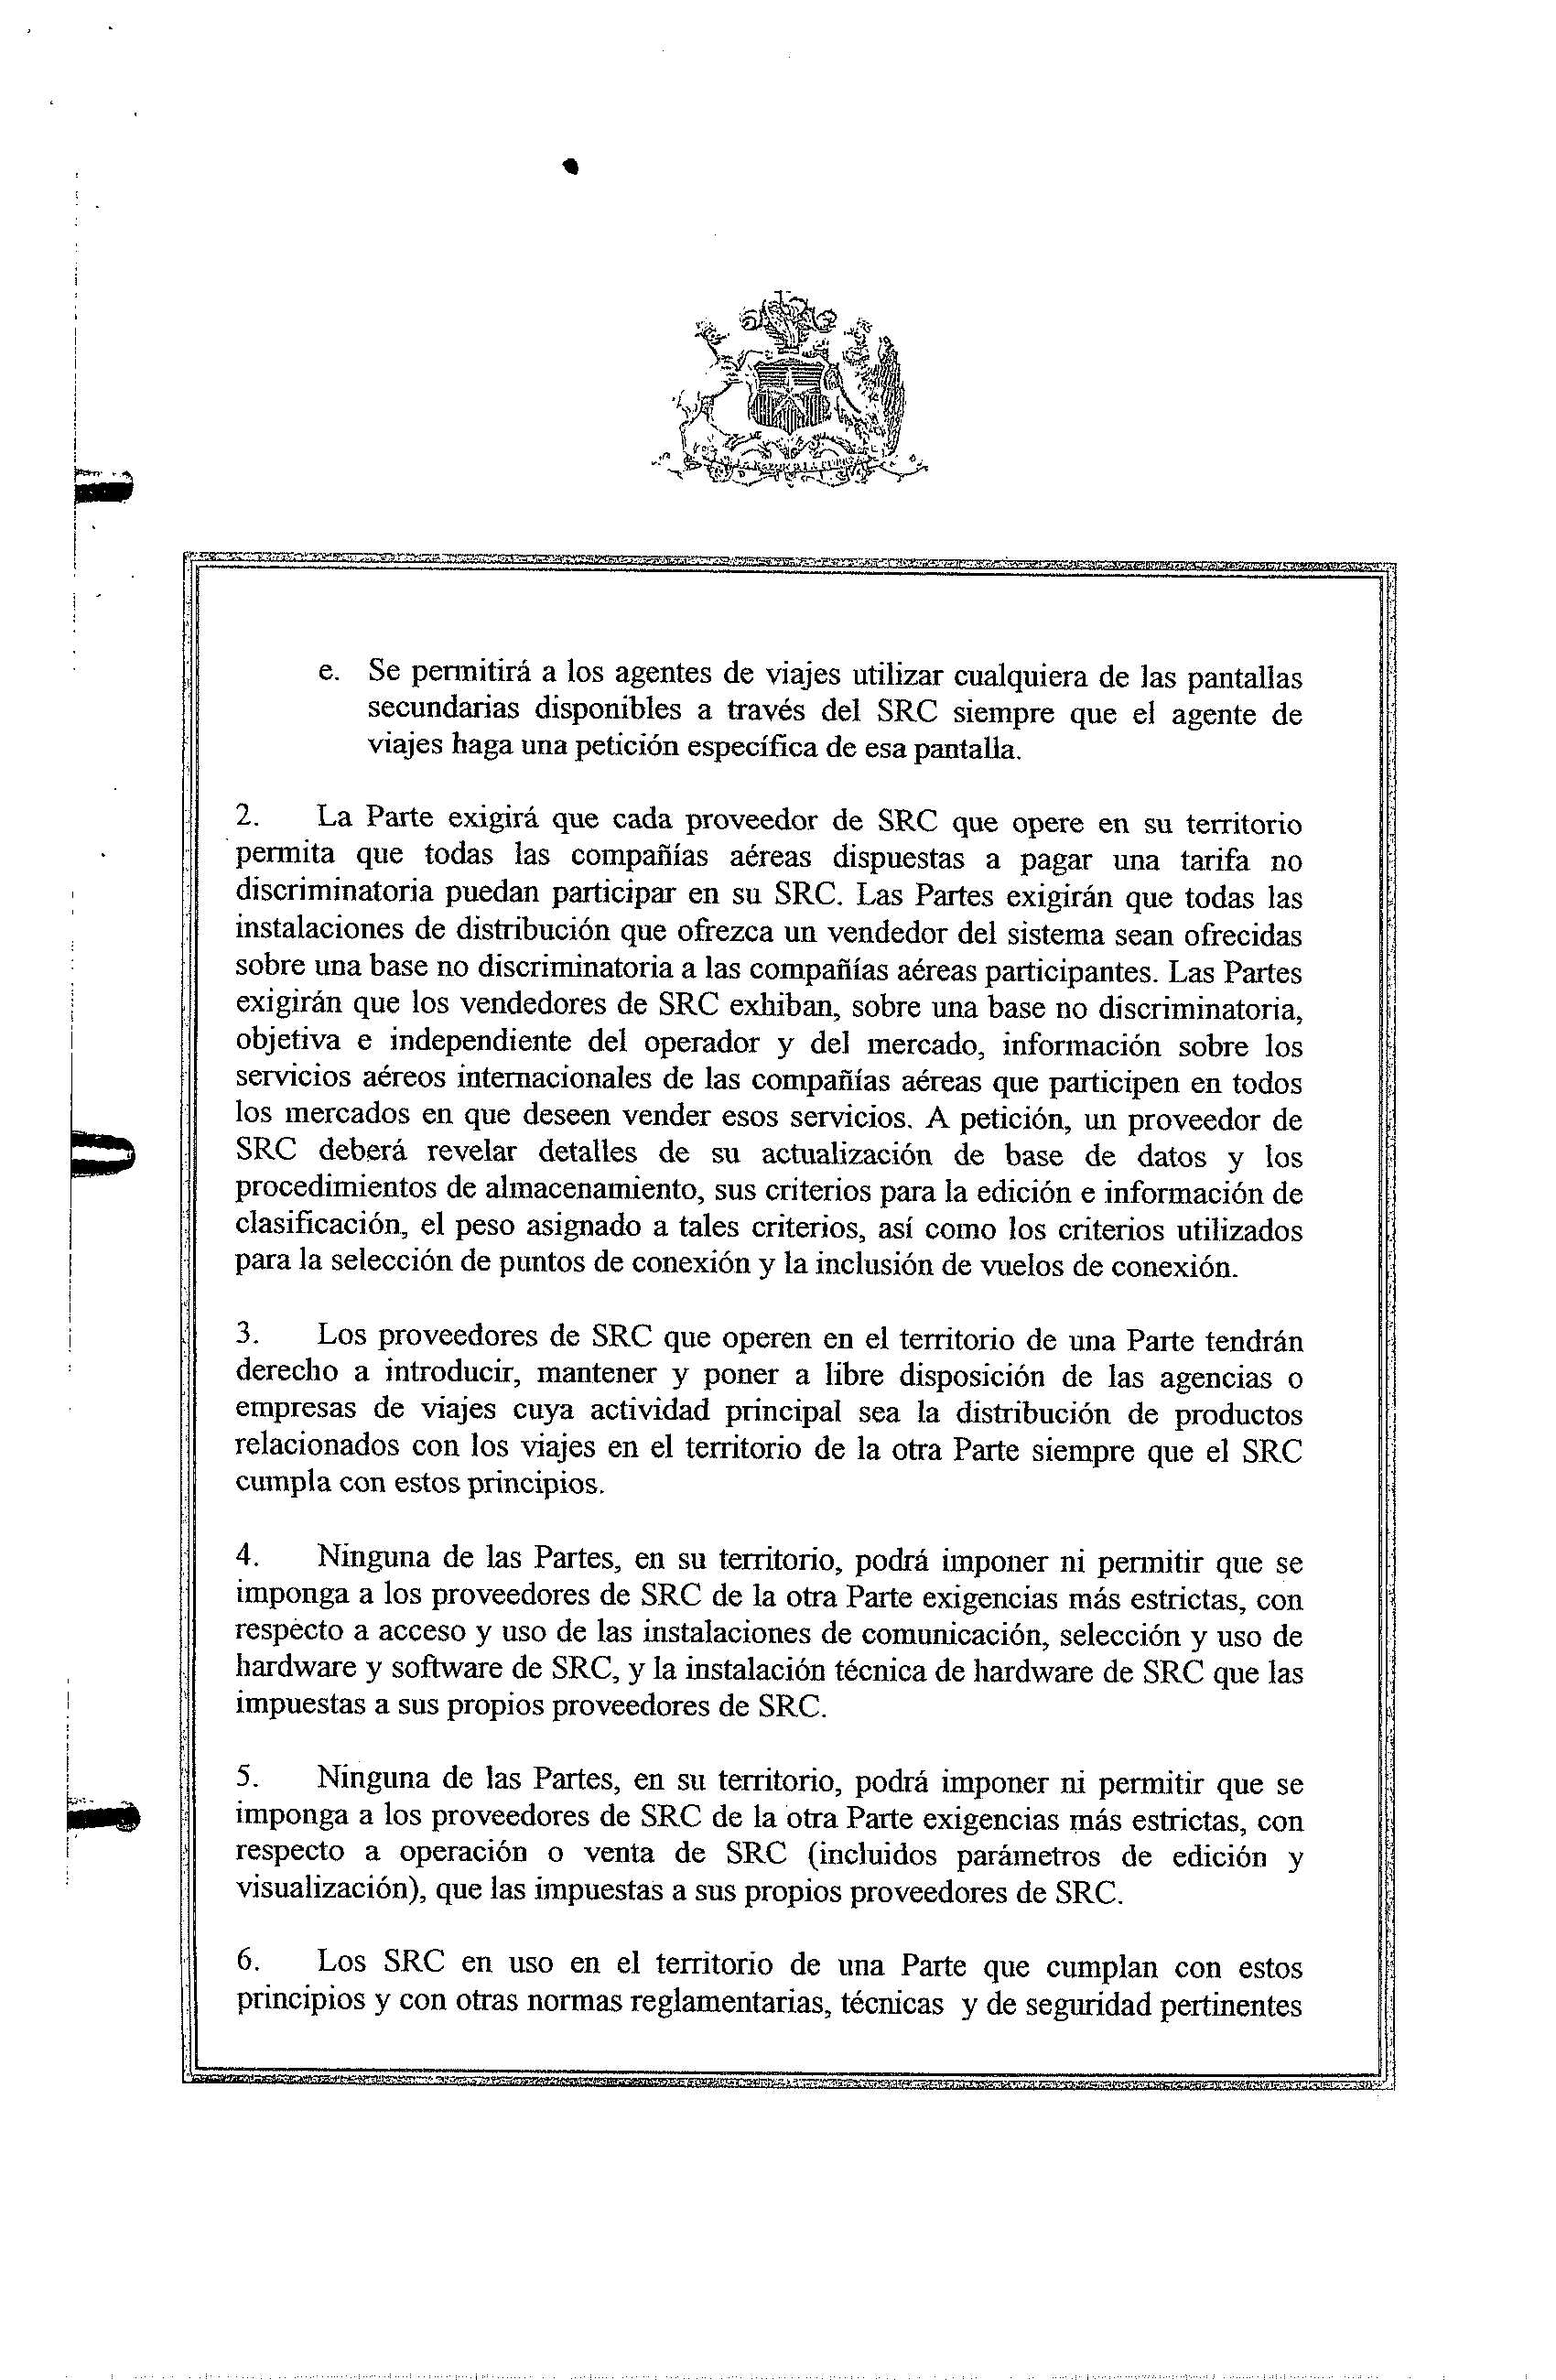 e. Se permitirá a los agentes de viajes utilizar cualquiera de las pantallas
secundarias disponibles a través del SRC siempre que el agente de
viajes haga una petición específica de esa pantalla.
2. La Parte exigirá que cada proveedor de SRC que opere en su territorio
permita que todas las compañías aéreas dispuestas a pagar una tarifa no
discriminatoria puedan participar en su SRC. Las Partes exigirán que todas las
instalaciones de distribución que ofrezca un vendedor del sistema sean ofrecidas
sobre una base no discriminatoria a las compañías aéreas participantes. Las Partes
exigirán que los vendedores de SRC exhiban, sobre una base no discriminatoria,
objetiva e independiente del operador y del mercado, información sobre los
servicios aéreos internacionales de las compañías aéreas que participen en todos
los mercados en que deseen vender esos servicios. A petición, un proveedor de
SRC deberá revelar detalles de su actualización de base de datos y los
procedimientos de almacenamiento, sus criterios para la edición e información de
clasificación, el peso asignado a tales criterios, así como los criterios utilizados
para la selección de puntos de conexión y la inclusión de vuelos de conexión.
3. Los proveedores de SRC que operen en el territorio de una Parte tendrán
derecho a introducir, mantener y poner a libre disposición de las agencias o
empresas de viajes cuya actividad principal sea la distribución de productos
relacionados con los viajes en el territorio de la otra Parte siempre que el SRC
cumpla con estos principios.
4. Ninguna de las Partes, en su territorio, podrá imponer ni permitir que se
imponga a los proveedores de SRC de la otra Parte exigencias más estrictas, con
respecto a acceso y uso de las instalaciones de comunicación, selección y uso de
hardware y software de SRC, y la instalación técnica de hardware de SRC que las
impuestas a sus propios proveedores de SRC.
5. Ninguna de las Partes, en su territorio, podrá imponer ni permitir que se
imponga a los proveedores de SRC de la otra Parte exigencias más estrictas, con
respecto a operación o venta de SRC (incluidos parámetros de edición y
visualización), que las impuestas a sus propios proveedores de SRC.
6. Los SRC en uso en el territorio de una Parte que cumplan con estos
principios y con otras normas reglamentarias, técnicas y de seguridad pertinentes